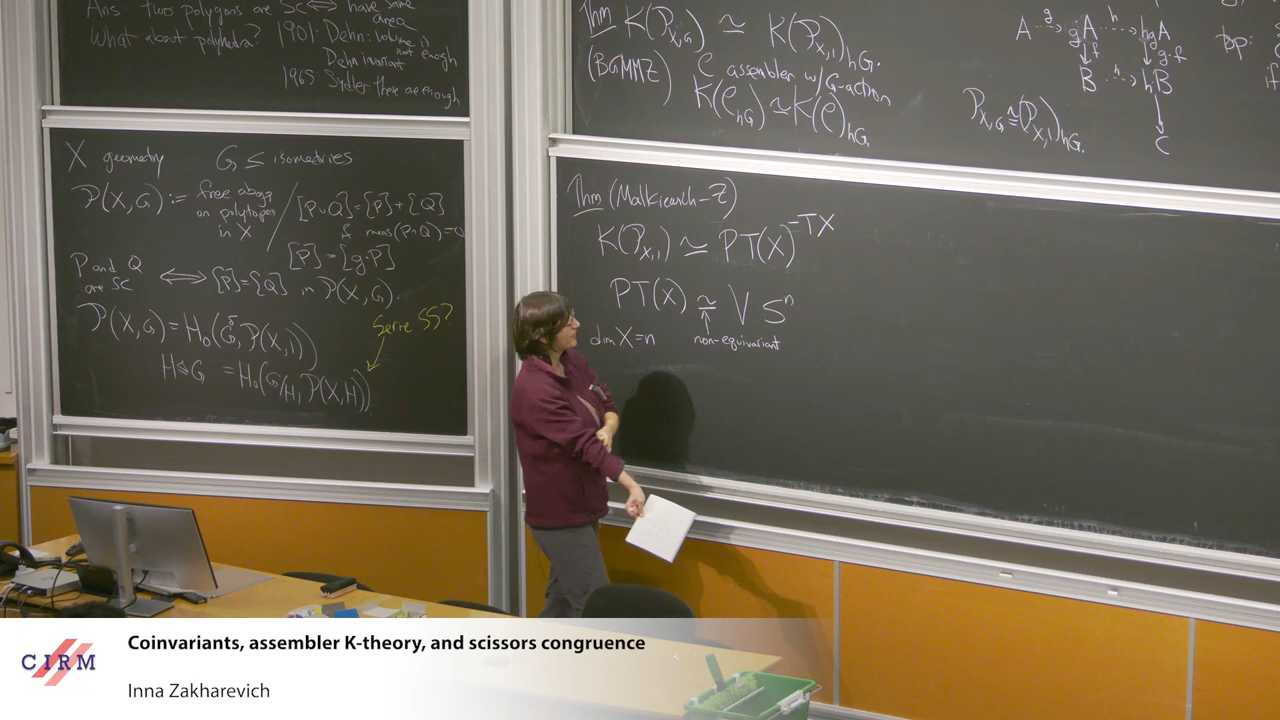 Ans: two polygons are SC ⟺ have same area
What about polyhedra? 1901: Dehn: volume is not enough
Dehn invariant
1965: Sydler there are enough
X geometry G ≤ isometries
P(X,G) := free abgp on polytopes in X / [P∪Q]=[P]+[Q]
if meas(P∩Q)=0
[P]=[g·P]
P and Q are SC ⟺ [P]=[Q] in P(X,G).
P(X,G) = H₀(G, P(X,1))
H⊴G = H₀(G/H, P(X,H))
Serre SS?
Thm K(P_{X,G}) ≃ K(P_{X,1})_{hG}.
(BGMMZ) C assembler w/ G-action
K(C_{hG}) ≃ K(C)_{hG}
A ⇢ gA ⇢ hgA
B ⇢ hB
C
P_{X,G} ≅ (P_{X,1})_{hG}.
Thm (Malkiewich–Z)
K(P_{X,1}) ≃ PT(X)^{-TX}
PT(X) ≃ ⋁ Sⁿ
dim X = n non-equivariant
CIRM
Coinvariants, assembler K-theory, and scissors congruence
Inna Zakharevich